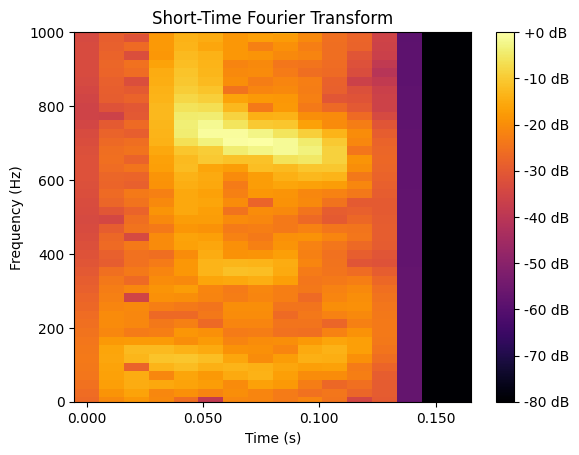 Short-Time Fourier Transform
Frequency (Hz)
1000
800
600
400
200
0
0.000
0.050
0.100
0.150
Time (s)
+0 dB
-10 dB
-20 dB
-30 dB
-40 dB
-50 dB
-60 dB
-70 dB
-80 dB